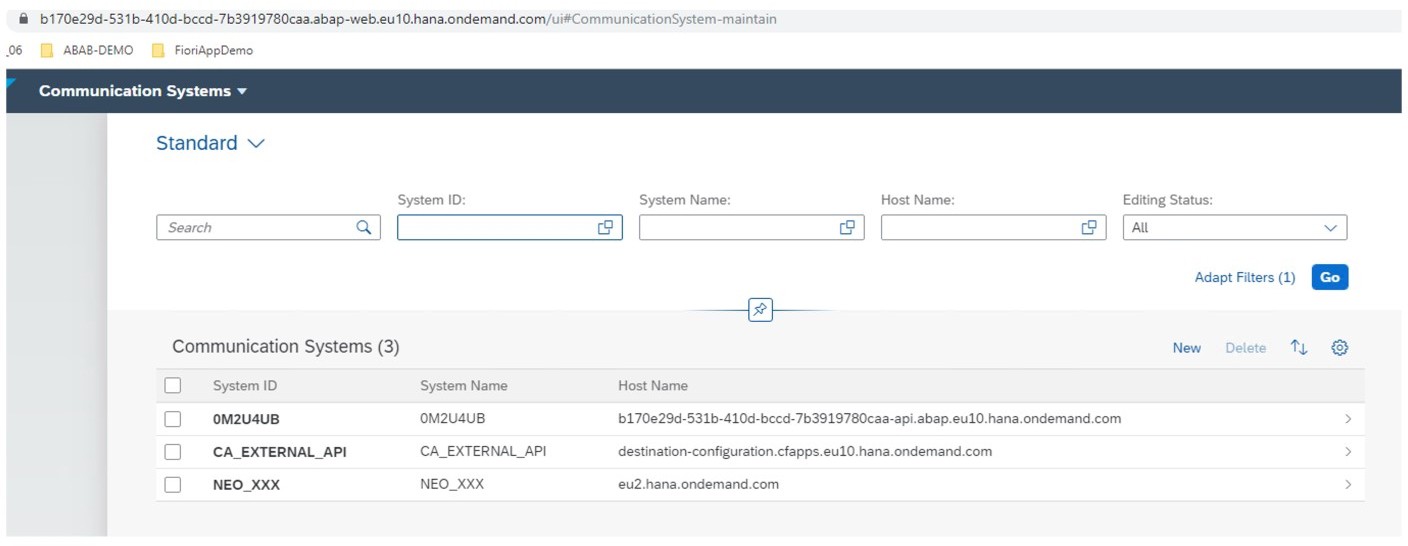 b170e29d-531b-410d-bccd-7b3919780caa.abap-web.eu10.hana.ondemand.com/ui#CommunicationSystem-maintain
_06 ABAB-DEMO FioriAppDemo
Communication Systems
Standard
System ID: System Name: Host Name: Editing Status:
Search All
Adapt Filters (1) Go
Communication Systems (3) New Delete
System ID System Name Host Name
0M2U4UB 0M2U4UB b170e29d-531b-410d-bccd-7b3919780caa-api.abap.eu10.hana.ondemand.com
CA_EXTERNAL_API CA_EXTERNAL_API destination-configuration.cfapps.eu10.hana.ondemand.com
NEO_XXX NEO_XXX eu2.hana.ondemand.com